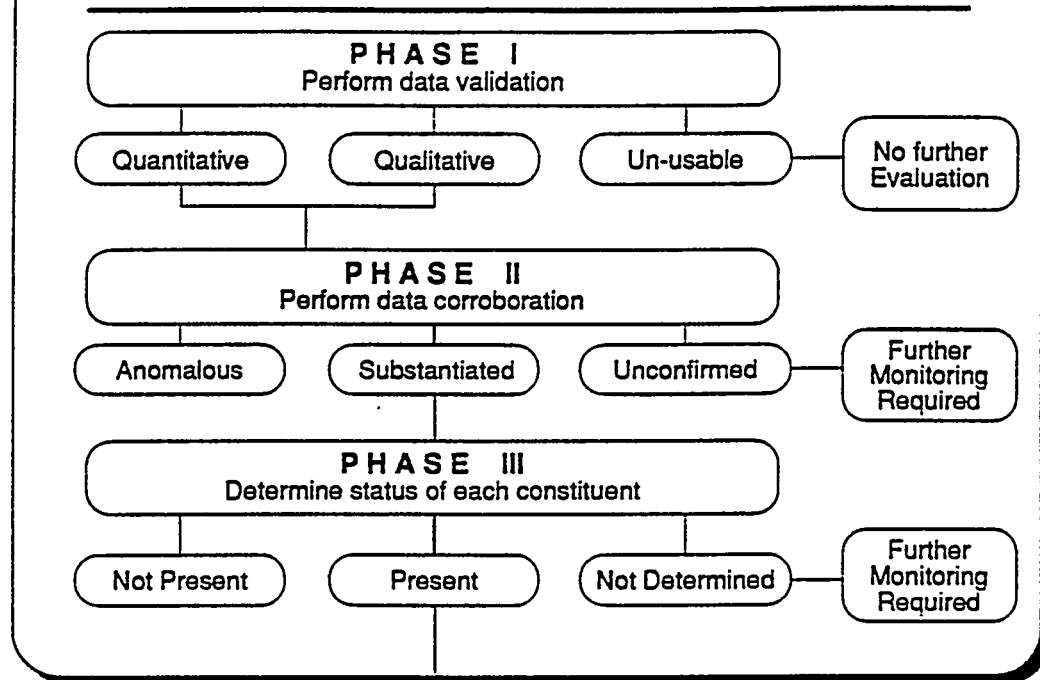 PHASE I
Perform data validation
Quantitative
Qualitative
Un-usable
No further
Evaluation
PHASE II
Perform data corroboration
Anomalous
Substantiated
Unconfirmed
Further
Monitoring
Required
PHASE III
Determine status of each constituent
Not Present
Present
Not Determined
Further
Monitoring
Required